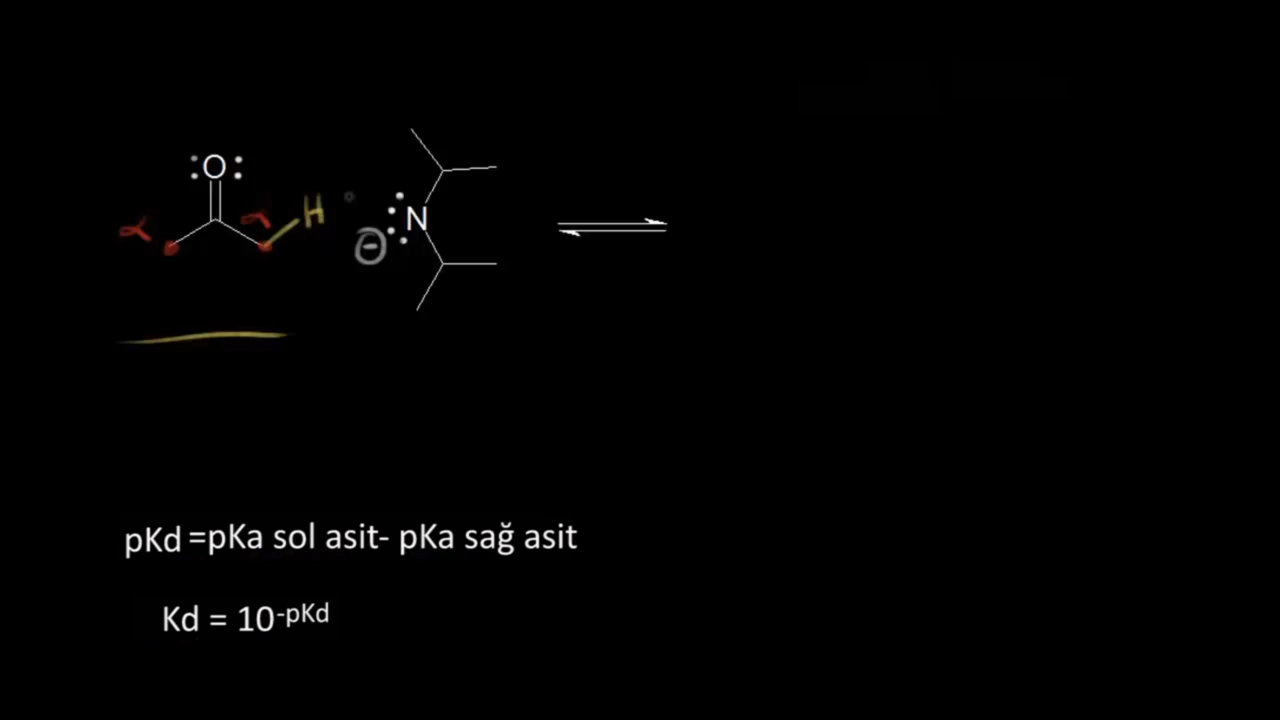 :O:
α α H
N
⊖
pKd =pKa sol asit- pKa sağ asit
Kd = 10^-pKd